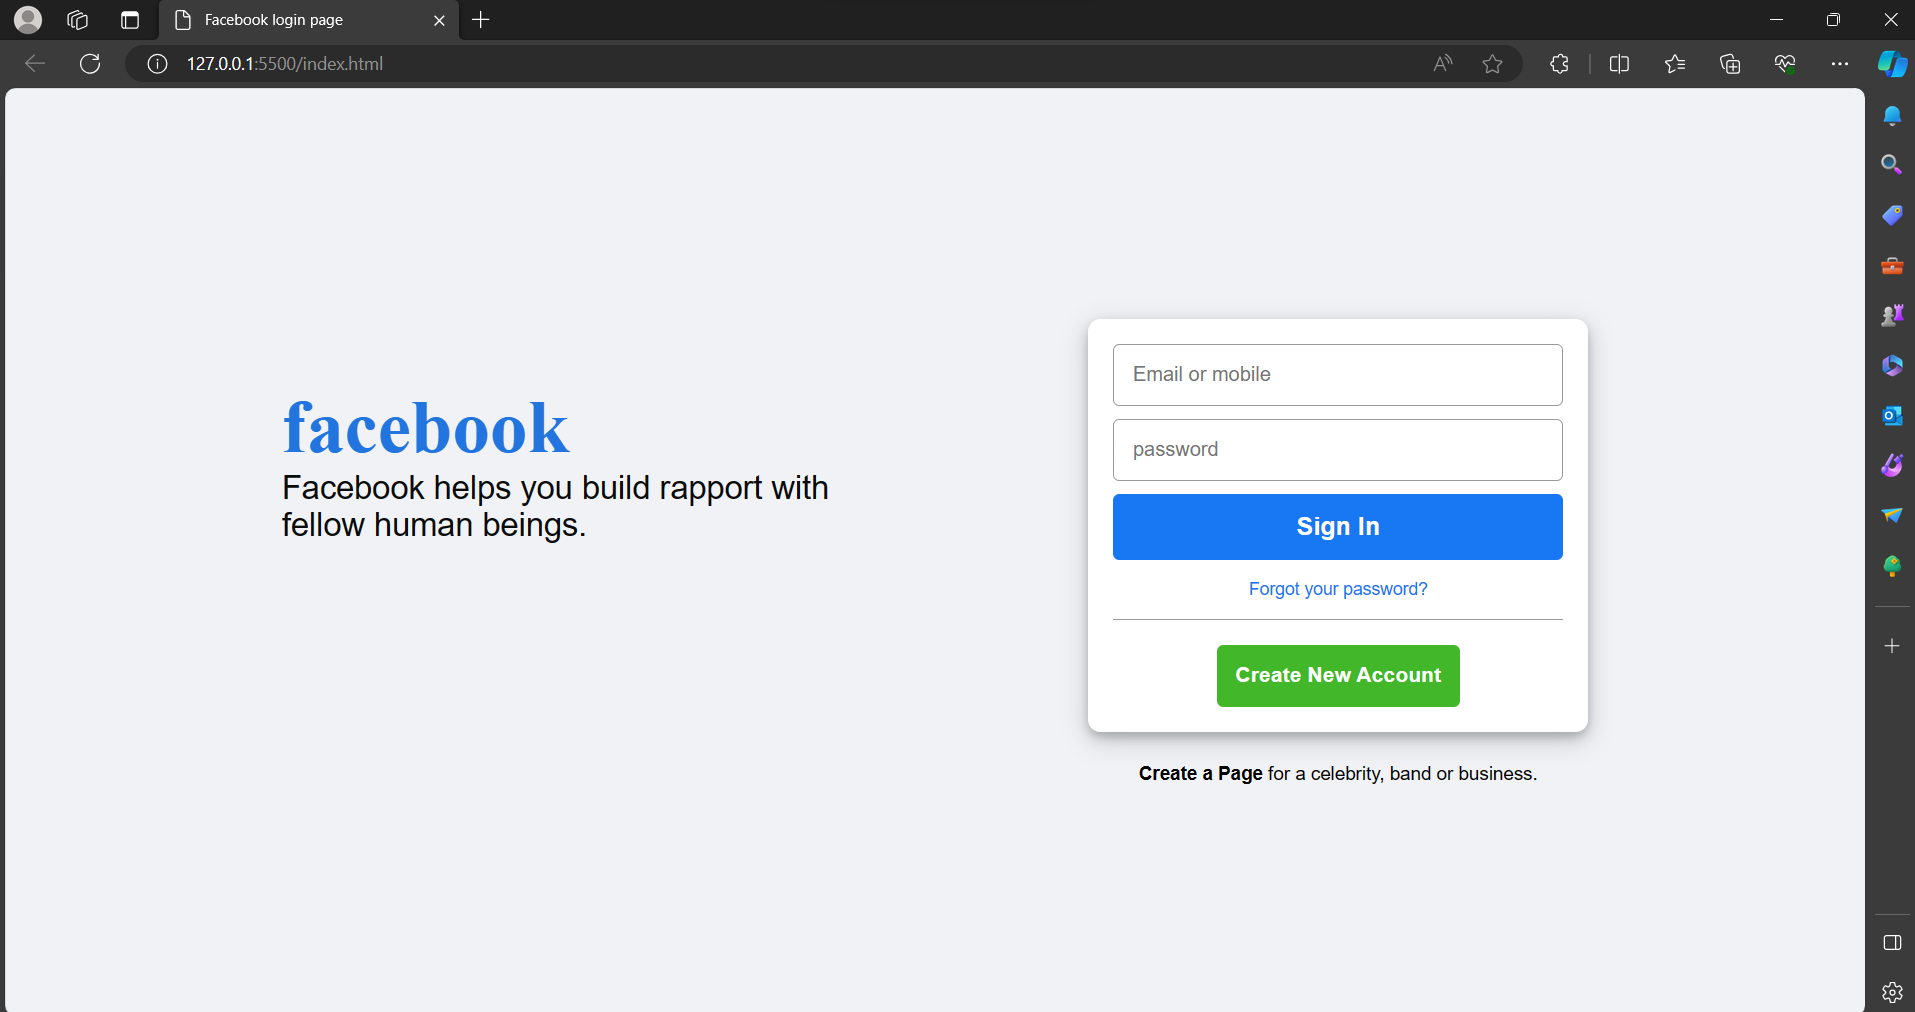 Facebook login page
127.0.0.1:5500/index.html
facebook
Facebook helps you build rapport with
fellow human beings.
Email or mobile
password
Sign In
Forgot your password?
Create New Account
Create a Page for a celebrity, band or business.